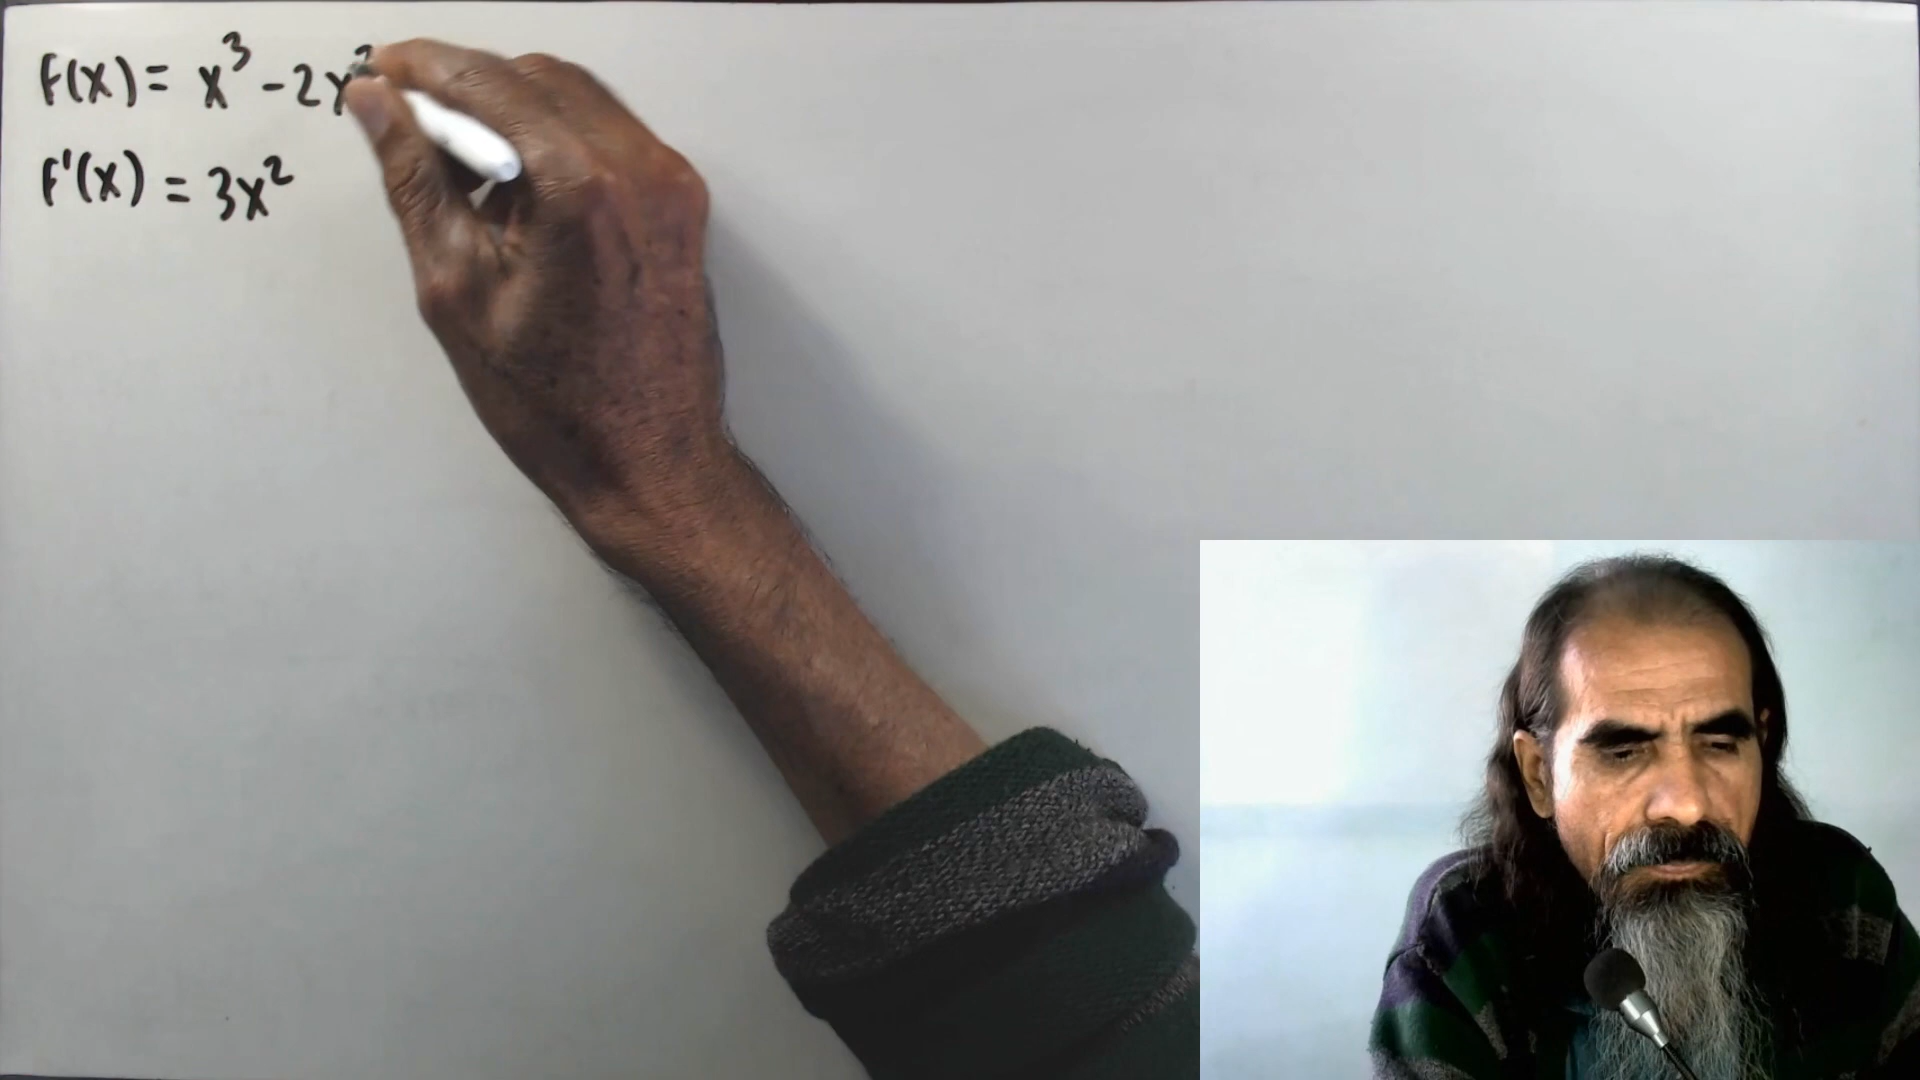 F(x) = x³ - 2x²
F'(x) = 3x²